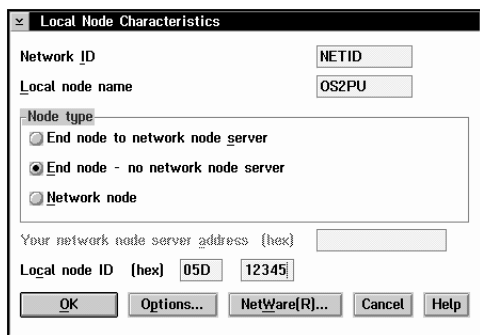 Local Node Characteristics
Network ID NETID
Local node name OS2PU
Node type
End node to network node server
End node - no network node server
Network node
Your network node server address (hex)
Local node ID (hex) 05D 12345
OK Options... NetWare(R)... Cancel Help